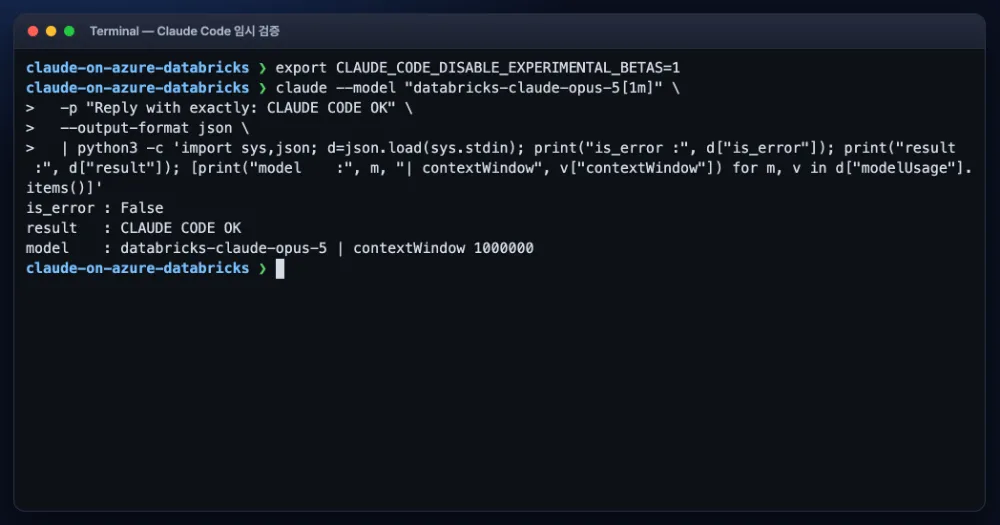 Terminal — Claude Code 임시 검증
claude-on-azure-databricks ❯ export CLAUDE_CODE_DISABLE_EXPERIMENTAL_BETAS=1
claude-on-azure-databricks ❯ claude --model "databricks-claude-opus-5[1m]" \
>   -p "Reply with exactly: CLAUDE CODE OK" \
>   --output-format json \
>   | python3 -c 'import sys,json; d=json.load(sys.stdin); print("is_error :", d["is_error"]); print("result
 :", d["result"]); [print("model    :", m, "| contextWindow", v["contextWindow"]) for m, v in d["modelUsage"].
items()]'
is_error : False
result   : CLAUDE CODE OK
model    : databricks-claude-opus-5 | contextWindow 1000000
claude-on-azure-databricks ❯